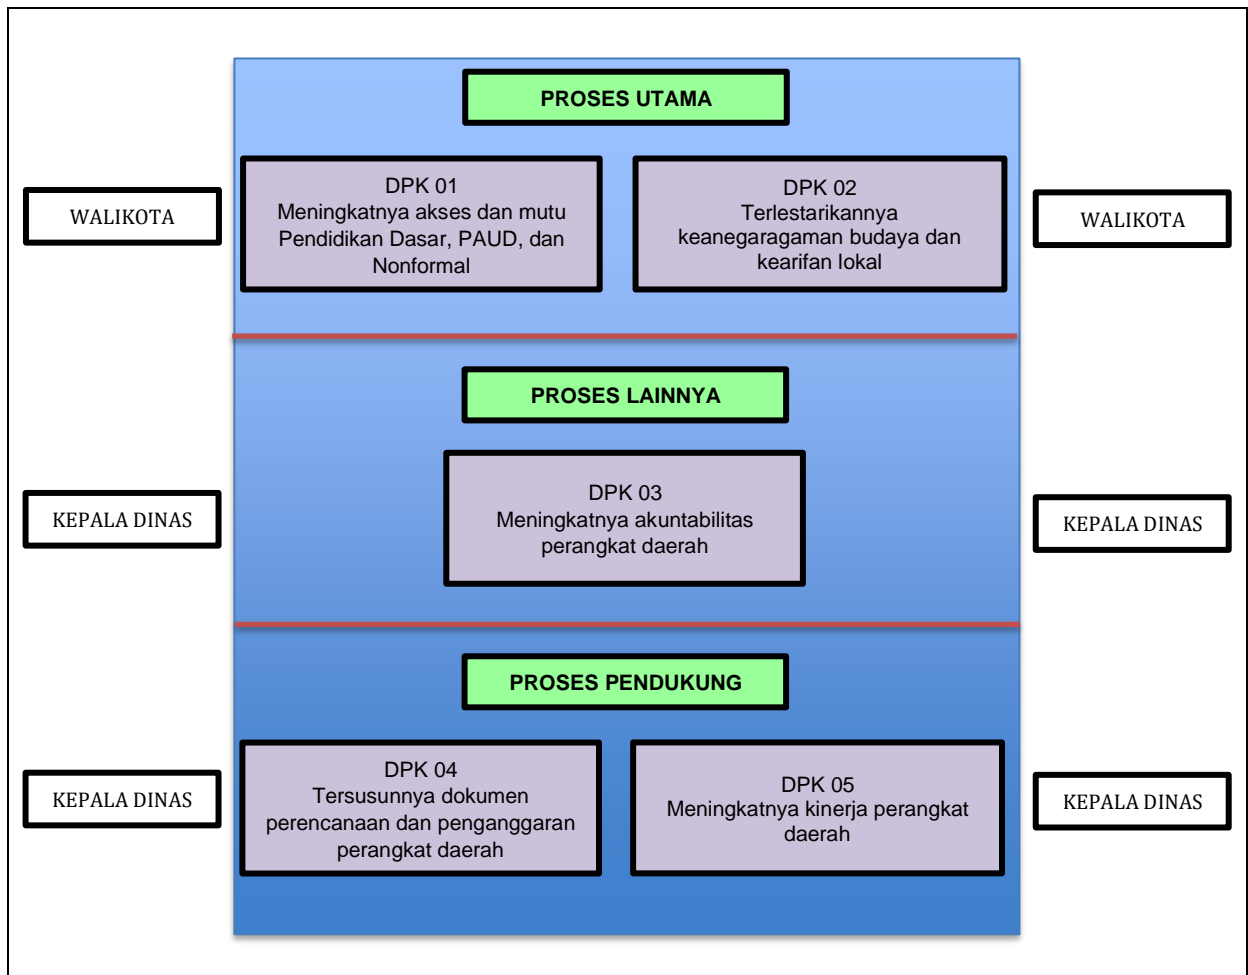 PROSES UTAMA
WALIKOTA
DPK 01
Meningkatnya akses dan mutu
Pendidikan Dasar, PAUD, dan
Nonformal
DPK 02
Terlestarikannya
keanegaragaman budaya dan
kearifan lokal
WALIKOTA
PROSES LAINNYA
KEPALA DINAS
DPK 03
Meningkatnya akuntabilitas
perangkat daerah
KEPALA DINAS
PROSES PENDUKUNG
KEPALA DINAS
DPK 04
Tersusunnya dokumen
perencanaan dan penganggaran
perangkat daerah
DPK 05
Meningkatnya kinerja perangkat
daerah
KEPALA DINAS